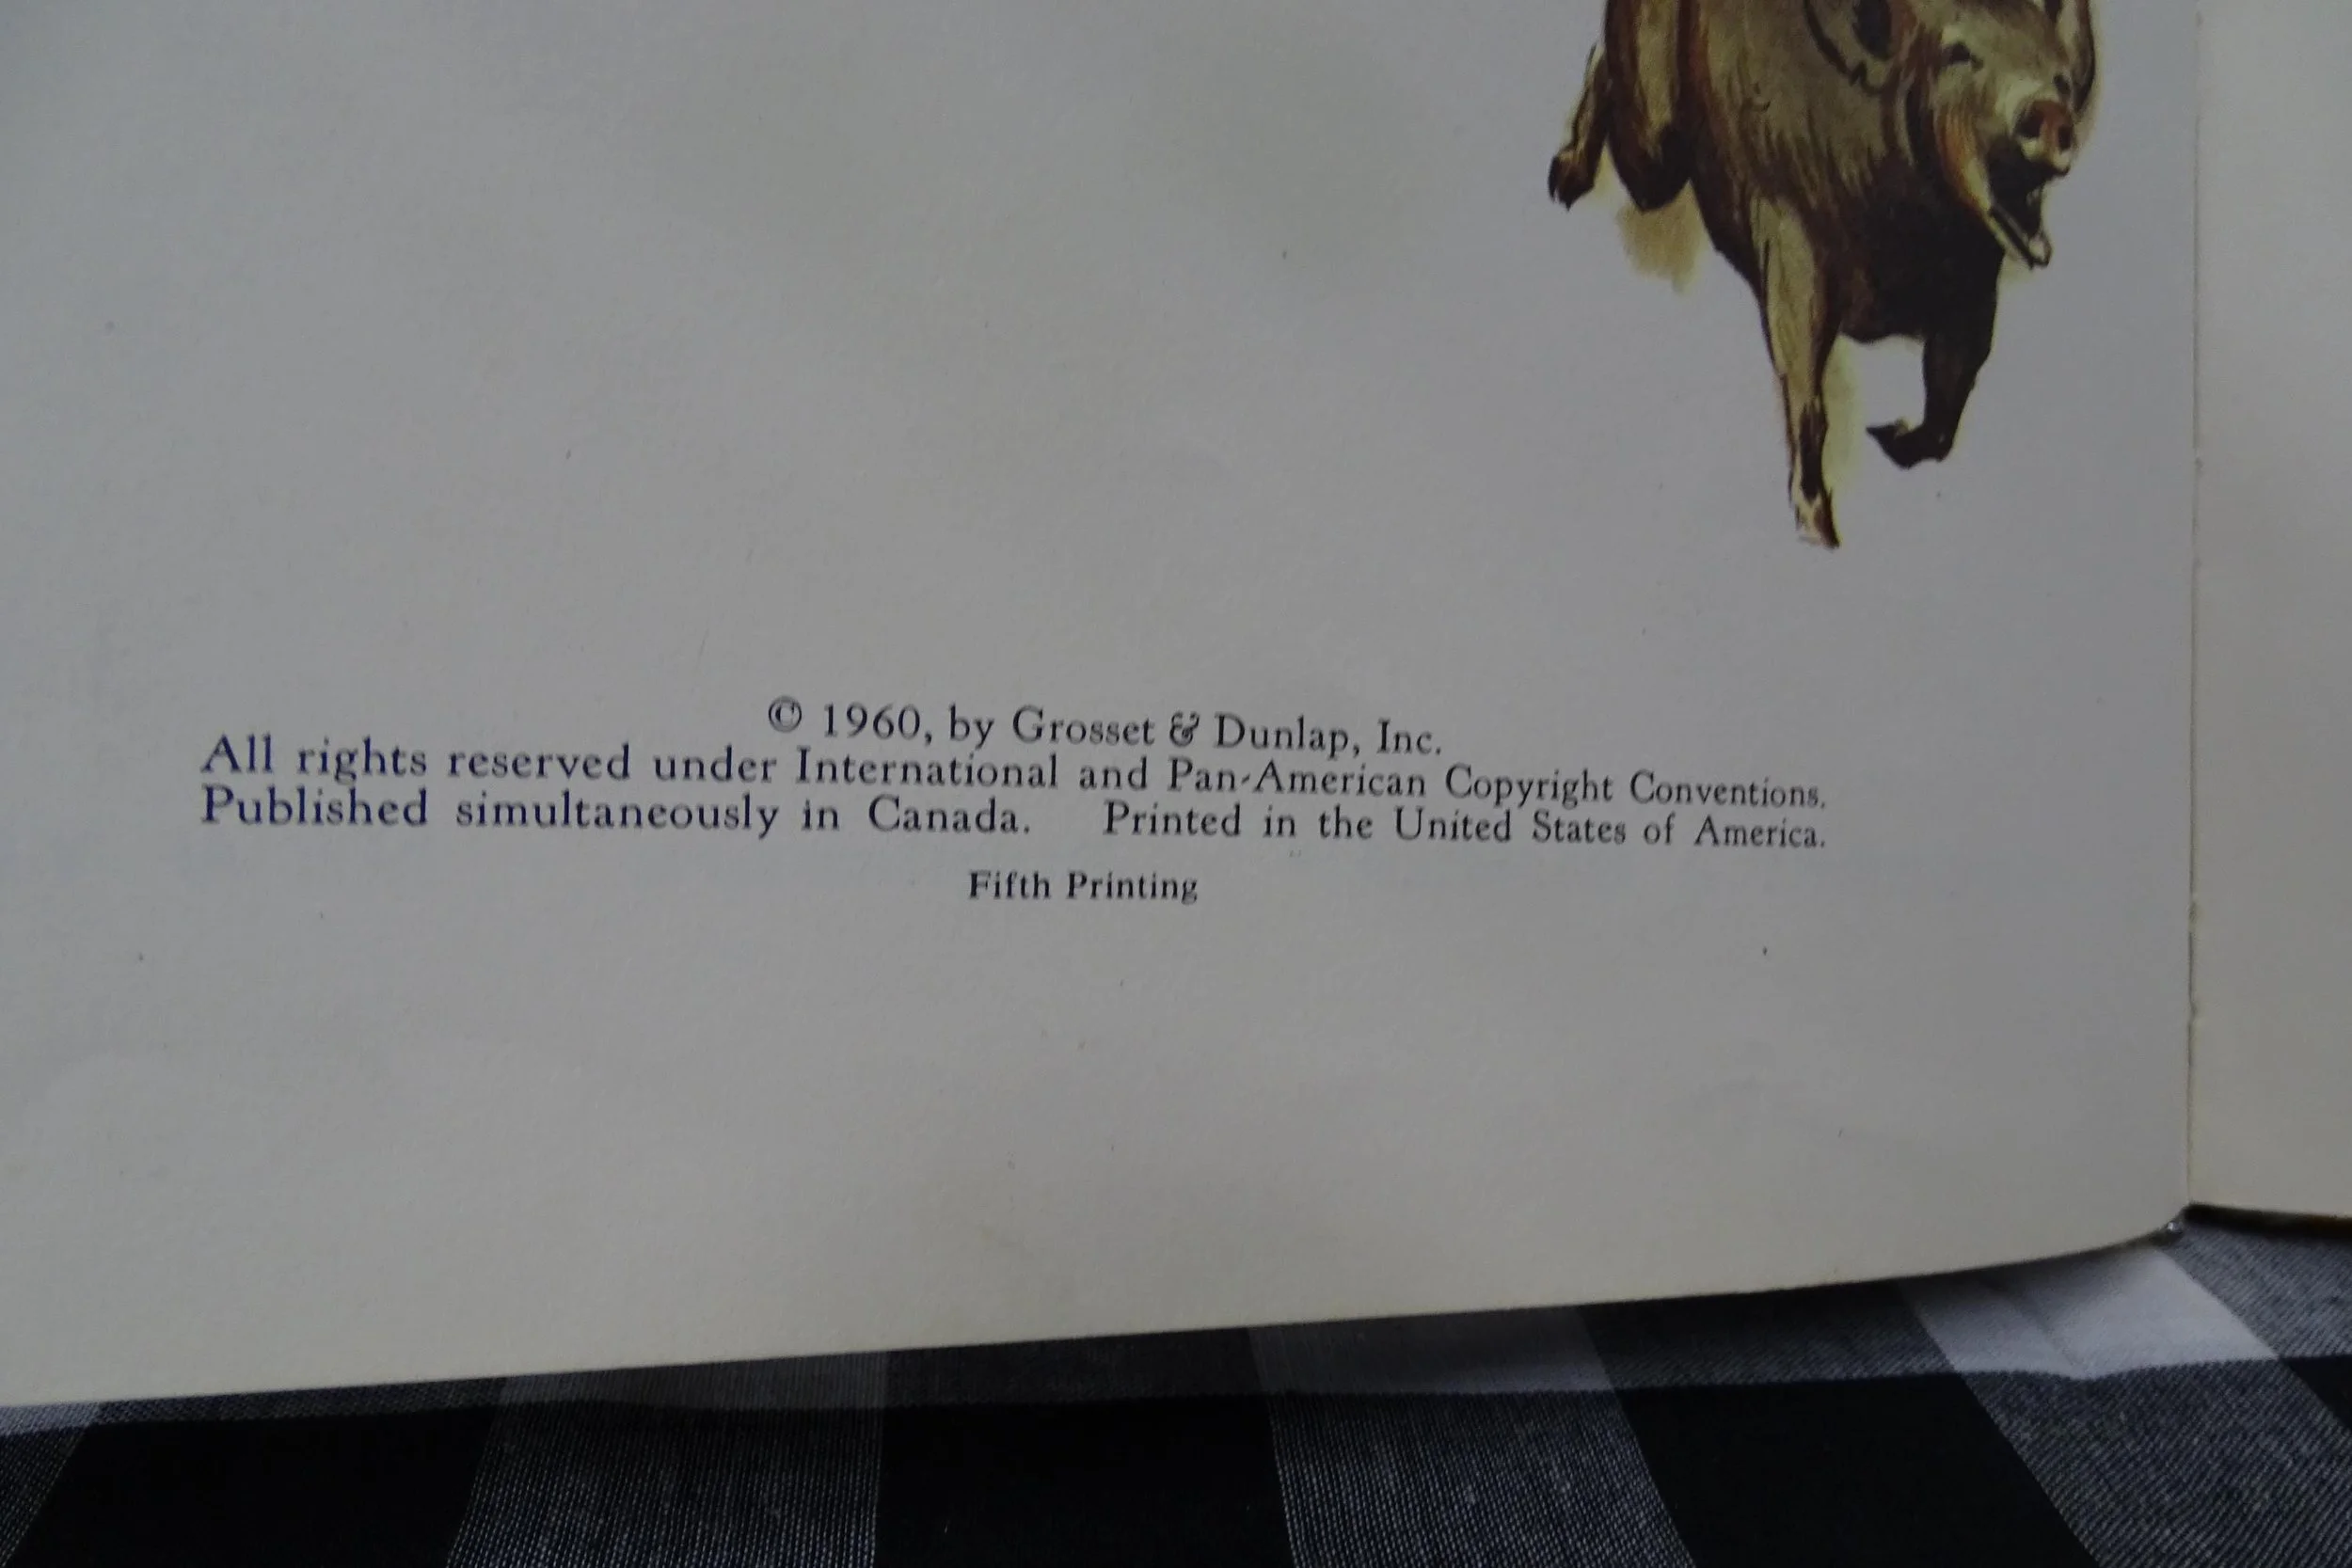 © 1960, by Grosset & Dunlap, Inc.
All rights reserved under International and Pan-American Copyright Conventions.
Published simultaneously in Canada. Printed in the United States of America.
Fifth Printing